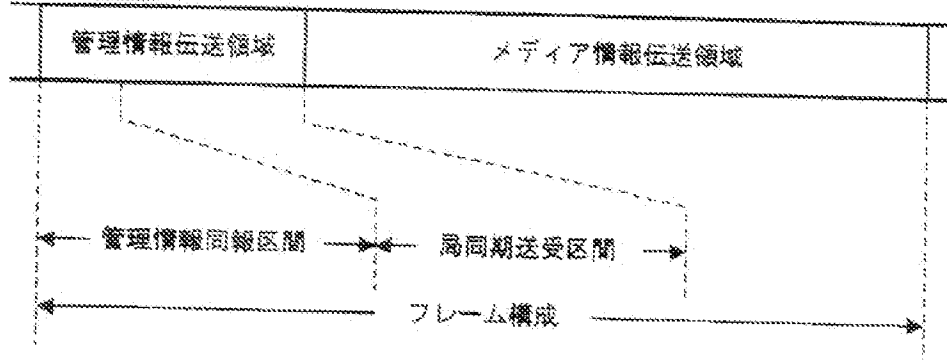 管理情報伝送領域
メディア情報伝送領域
管理情報同報区間
局同期送受区間
フレーム構成